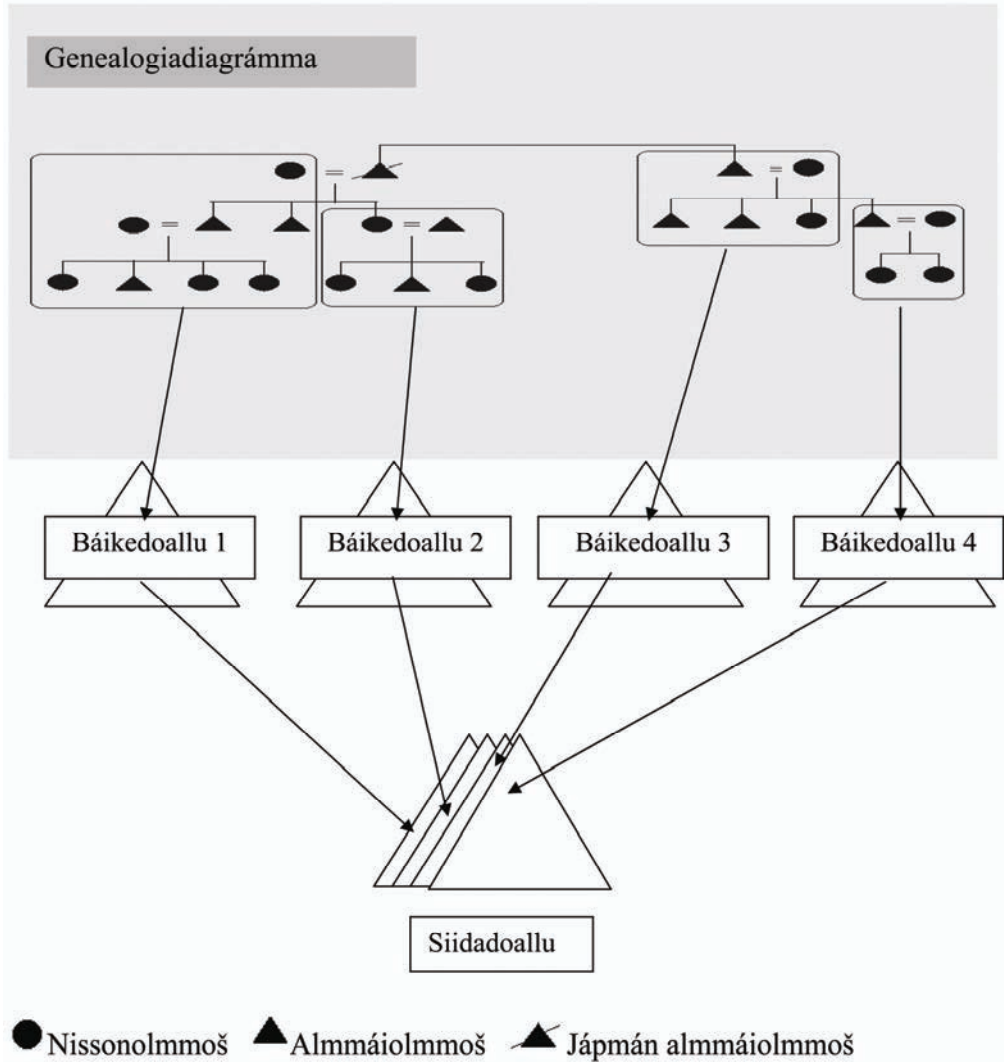 Genealogiadiagrámma
Báikedoallu 1
Báikedoallu 2
Báikedoallu 3
Báikedoallu 4
Siidadoallu
Nissonolmmoš Almmáiolmmoš Jápmán almmáiolmmoš